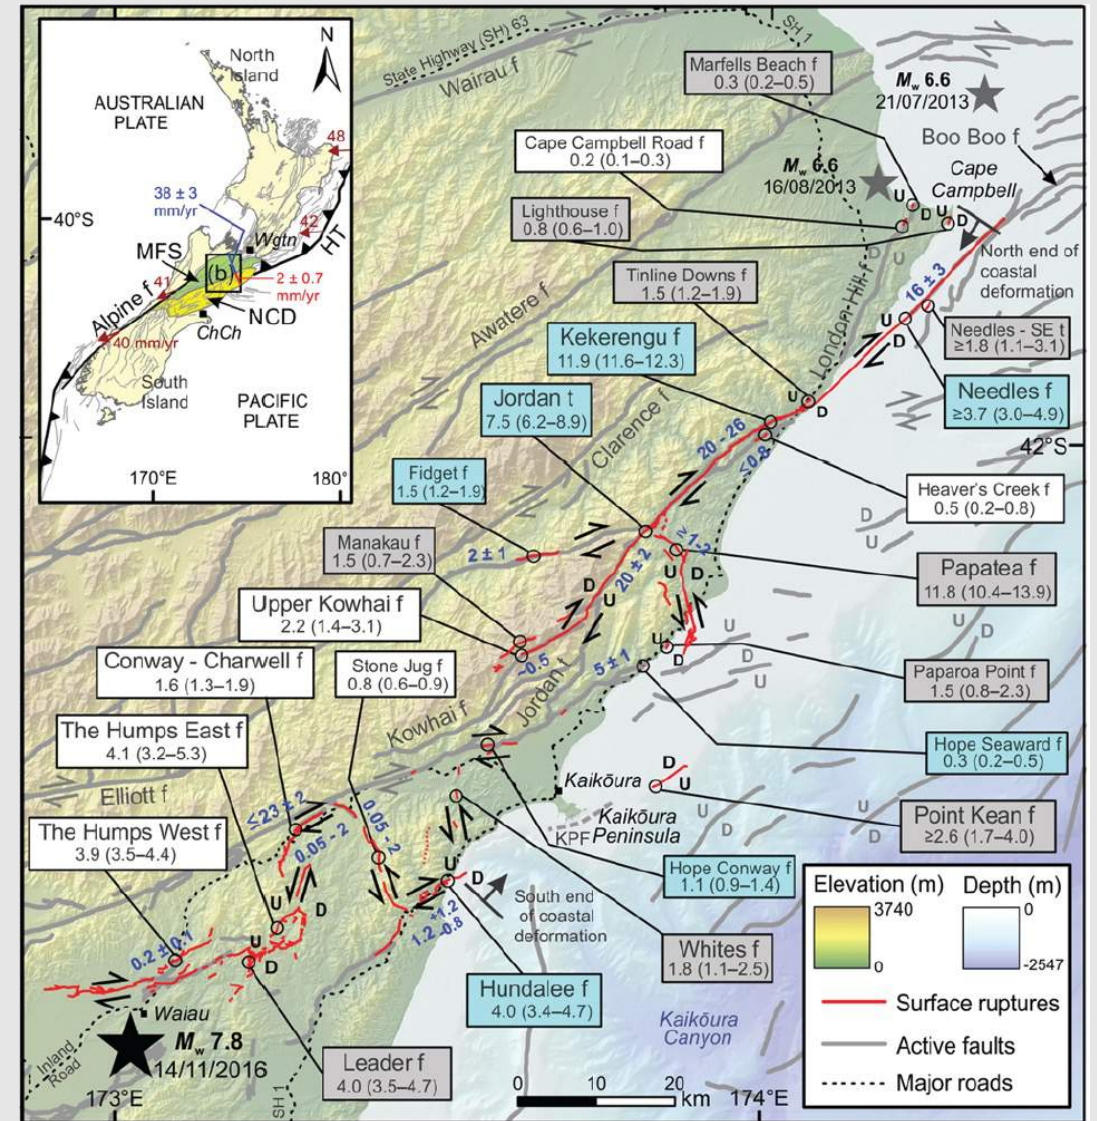 North
Island
N
AUSTRALIAN
PLATE
48
38 ± 3
mm/yr
40°S
42
Wgtn
HT
MFS
(b)
41
2 ± 0.7
mm/yr
Alpine f
NCD
ChCh
40 mm/yr
South
Island
PACIFIC
PLATE
170°E
180°
State Highway (SH) 63
SH 1
Wairau f
Marfells Beach f
0.3 (0.2–0.5)
Mw 6.6
21/07/2013
Boo Boo f
Cape Campbell Road f
0.2 (0.1–0.3)
Mw 6.6
16/08/2013
Cape
Campbell
Lighthouse f
0.8 (0.6–1.0)
U
D
U
D
D
U
North end of
coastal
deformation
Tinline Downs f
1.5 (1.2–1.9)
London Hill f
16 ± 3
Awatere f
Kekerengu f
11.9 (11.6–12.3)
U
D
Needles - SE t
≥1.8 (1.1–3.1)
Jordan t
7.5 (6.2–8.9)
Needles f
≥3.7 (3.0–4.9)
U
D
Clarence f
20 - 26
<0.8
42°S
Fidget f
1.5 (1.2–1.9)
Heaver's Creek f
0.5 (0.2–0.8)
D
U
Manakau f
1.5 (0.7–2.3)
2 ± 1
≥ 1-2
20 ± 2
Papatea f
11.8 (10.4–13.9)
U
D
D
U
Upper Kowhai f
2.2 (1.4–3.1)
Conway - Charwell f
1.6 (1.3–1.9)
Stone Jug f
0.8 (0.6–0.9)
~0.5
5 ± 1
U
D
U
D
D
U
Paparoa Point f
1.5 (0.8–2.3)
Jordan f
Kowhai f
The Humps East f
4.1 (3.2–5.3)
Hope Seaward f
0.3 (0.2–0.5)
Elliott f
Kaikōura
D
U
≤23 ± 2
0.05 - 2
0.05 - 2
Kaikōura
Peninsula
KPF
U
D
U
D
Point Kean f
≥2.6 (1.7–4.0)
The Humps West f
3.9 (3.5–4.4)
Hope Conway f
1.1 (0.9–1.4)
U
D
U
D
South end
of coastal
deformation
1.2 +1.2
-0.8
0.2 ± 0.1
U
D
Whites f
1.8 (1.1–2.5)
Hundalee f
4.0 (3.4–4.7)
Waiau
Mw 7.8
14/11/2016
Inland
Road
Leader f
4.0 (3.5–4.7)
SH 1
Kaikōura
Canyon
173°E
0 10 20
km
174°E
Elevation (m) Depth (m)
3740
0
0
-2547
Surface ruptures
Active faults
Major roads